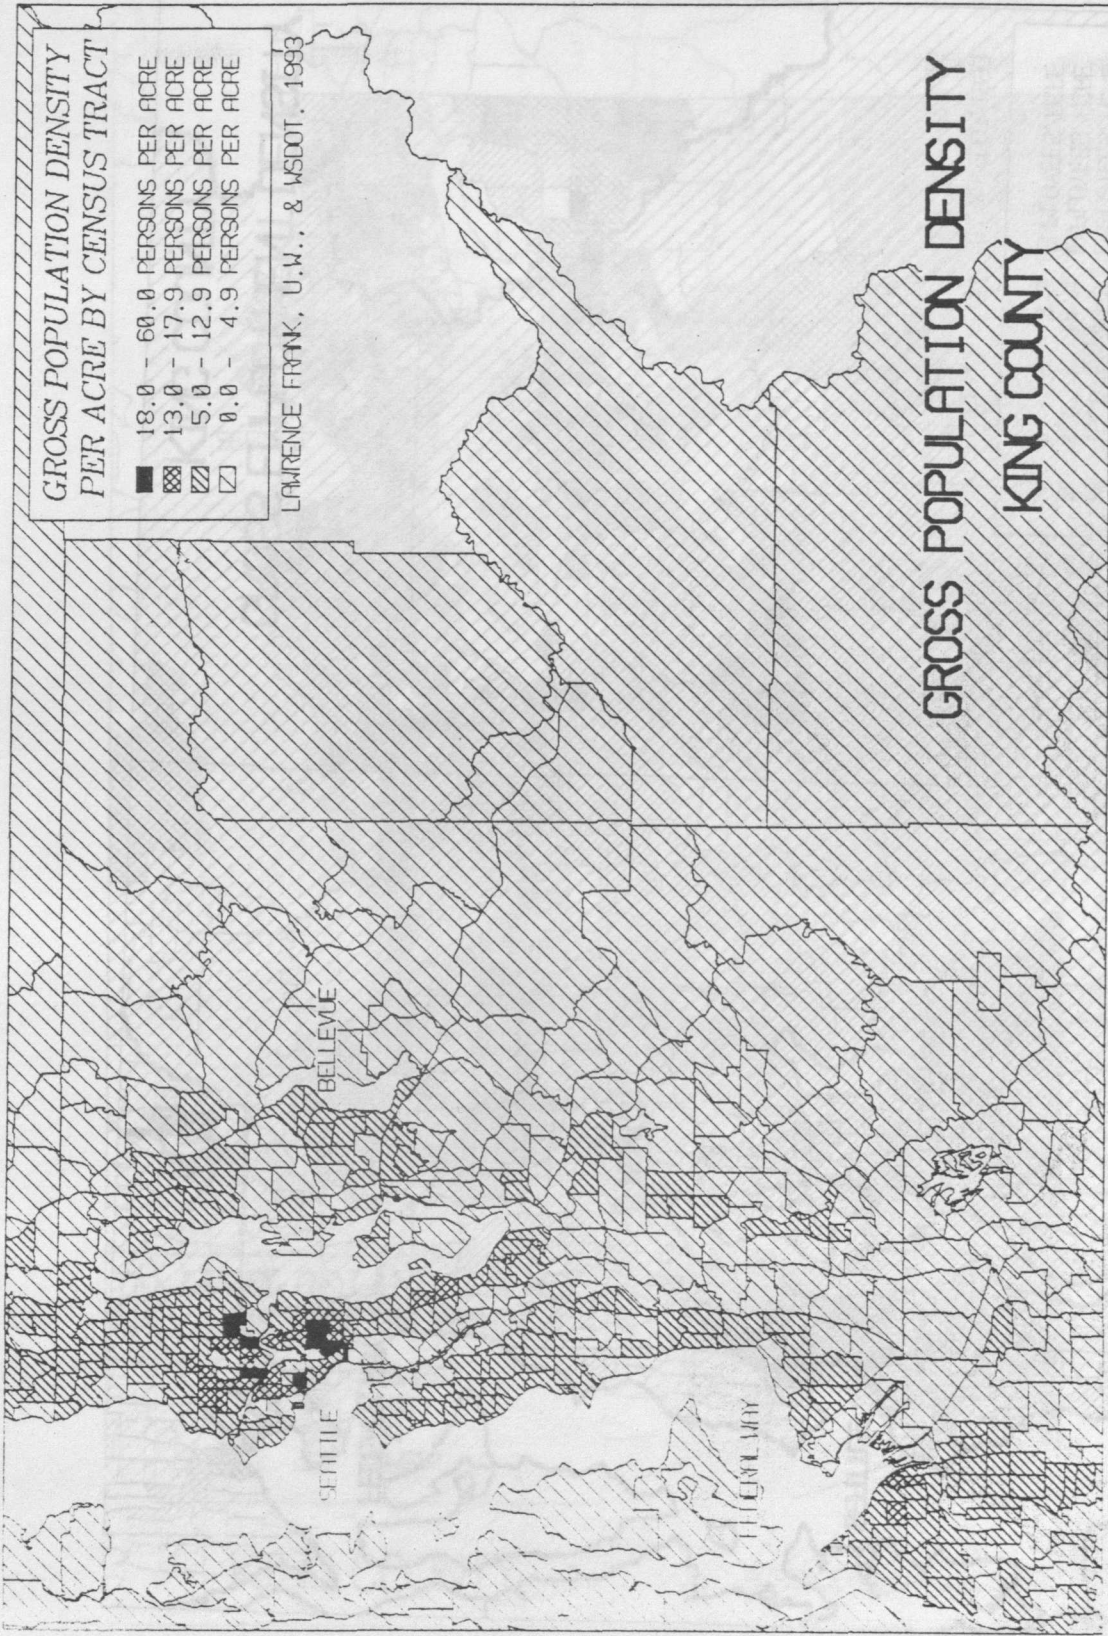 GROSS POPULATION DENSITY
PER ACRE BY CENSUS TRACT
18.0 - 60.0 PERSONS PER ACRE
13.0 - 17.9 PERSONS PER ACRE
5.0 - 12.9 PERSONS PER ACRE
0.0 - 4.9 PERSONS PER ACRE
LAWRENCE FRANK, U.W., & WSDOT, 1993
BELLEVUE
SEATTLE
FEDERAL WAY
GROSS POPULATION DENSITY
KING COUNTY